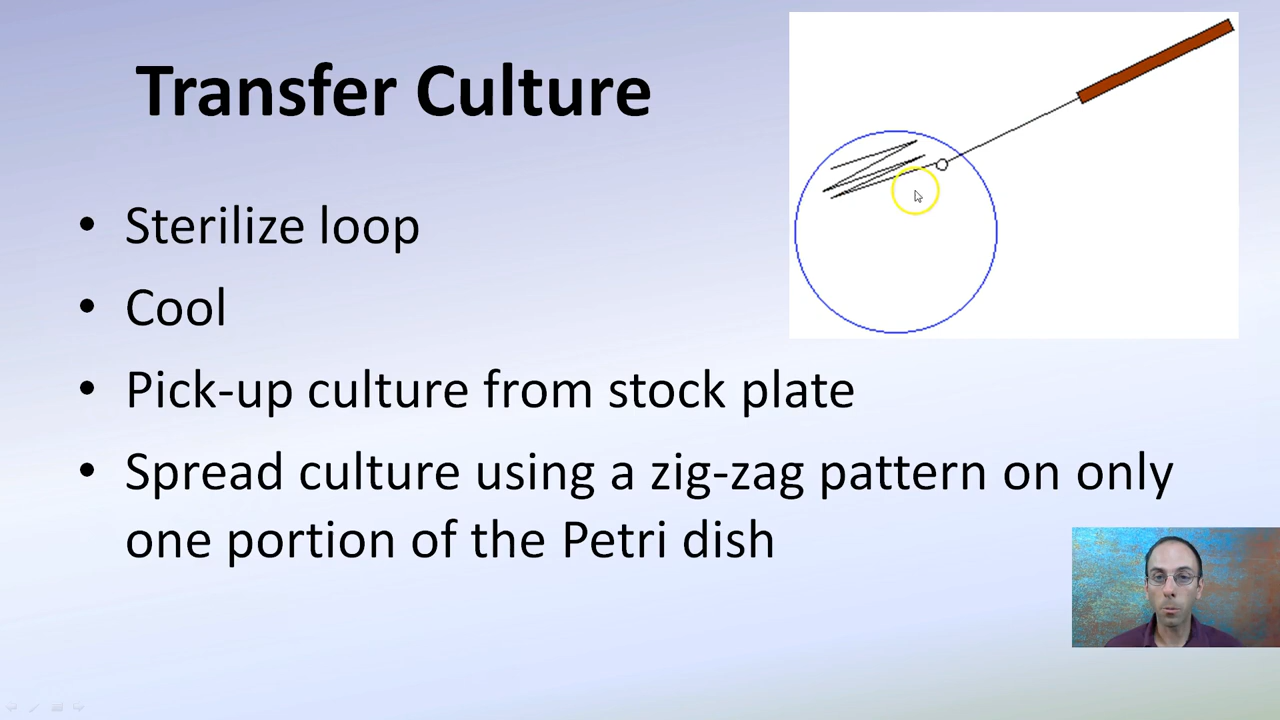 Transfer Culture
• Sterilize loop
• Cool
• Pick-up culture from stock plate
• Spread culture using a zig-zag pattern on only
one portion of the Petri dish